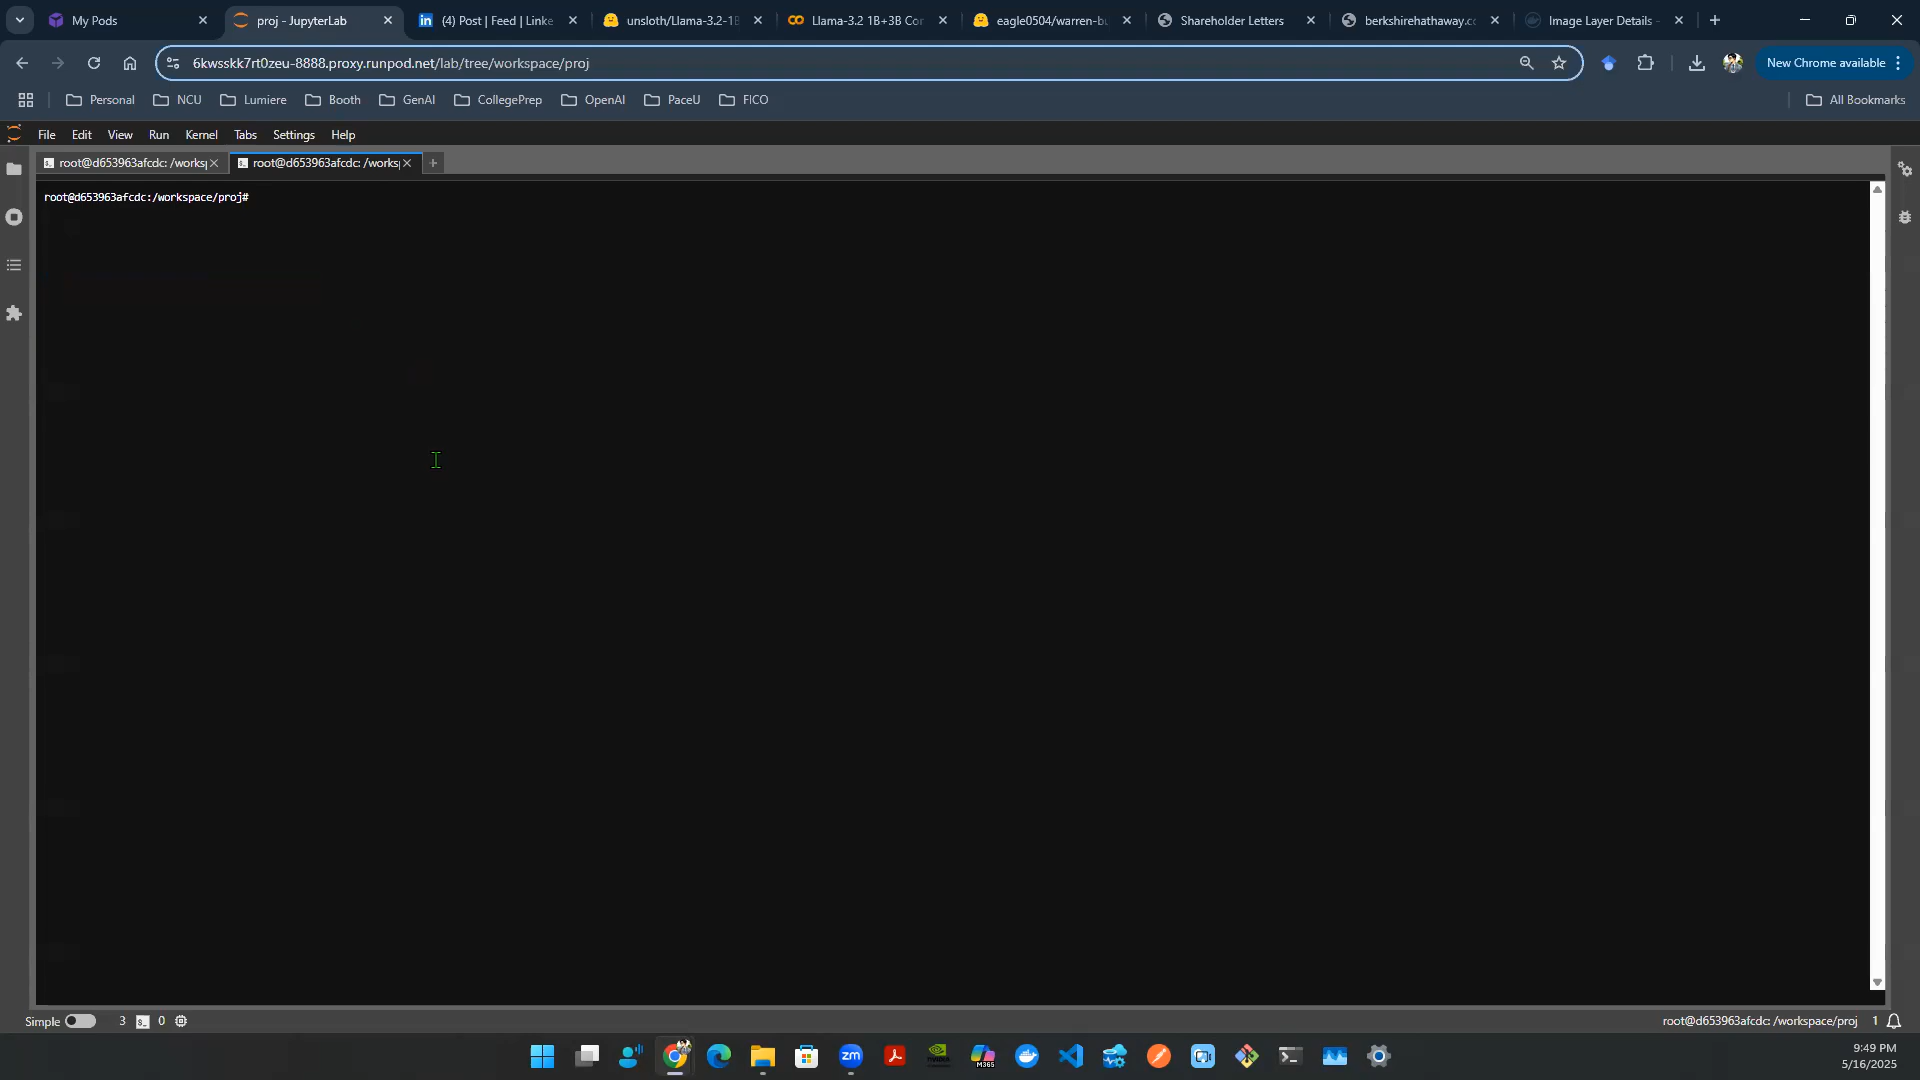 My Pods
proj - JupyterLab
(4) Post | Feed | Linke
unsloth/Llama-3.2-1B
Llama-3.2 1B+3B Cor
eagle0504/warren-bu
Shareholder Letters
berkshirehathaway.co
Image Layer Details -
6kwsskk7rt0zeu-8888.proxy.runpod.net/lab/tree/workspace/proj
New Chrome available
Personal
NCU
Lumiere
Booth
GenAI
CollegePrep
OpenAI
PaceU
FICO
All Bookmarks
File
Edit
View
Run
Kernel
Tabs
Settings
Help
root@d653963afcdc: /works
root@d653963afcdc: /works
root@d653963afcdc:/workspace/proj#
Simple
3
0
root@d653963afcdc: /workspace/proj
1
9:49 PM
5/16/2025